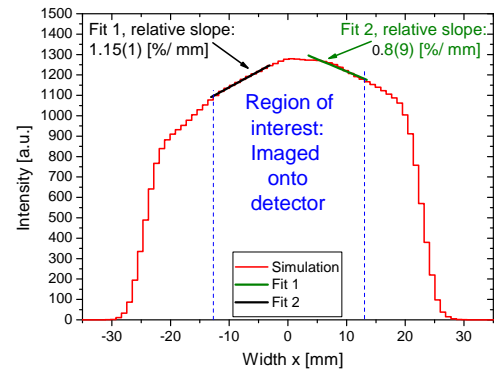 Fit 1, relative slope:
1.15(1) [%/ mm]
Fit 2, relative slope:
0.8(9) [%/ mm]
Region of
interest:
Imaged
onto
detector
Simulation
Fit 1
Fit 2
Intensity [a.u.]
1500
1400
1300
1200
1100
1000
900
800
700
600
500
400
300
200
100
0
-30
-20
-10
0
10
20
30
Width x [mm]